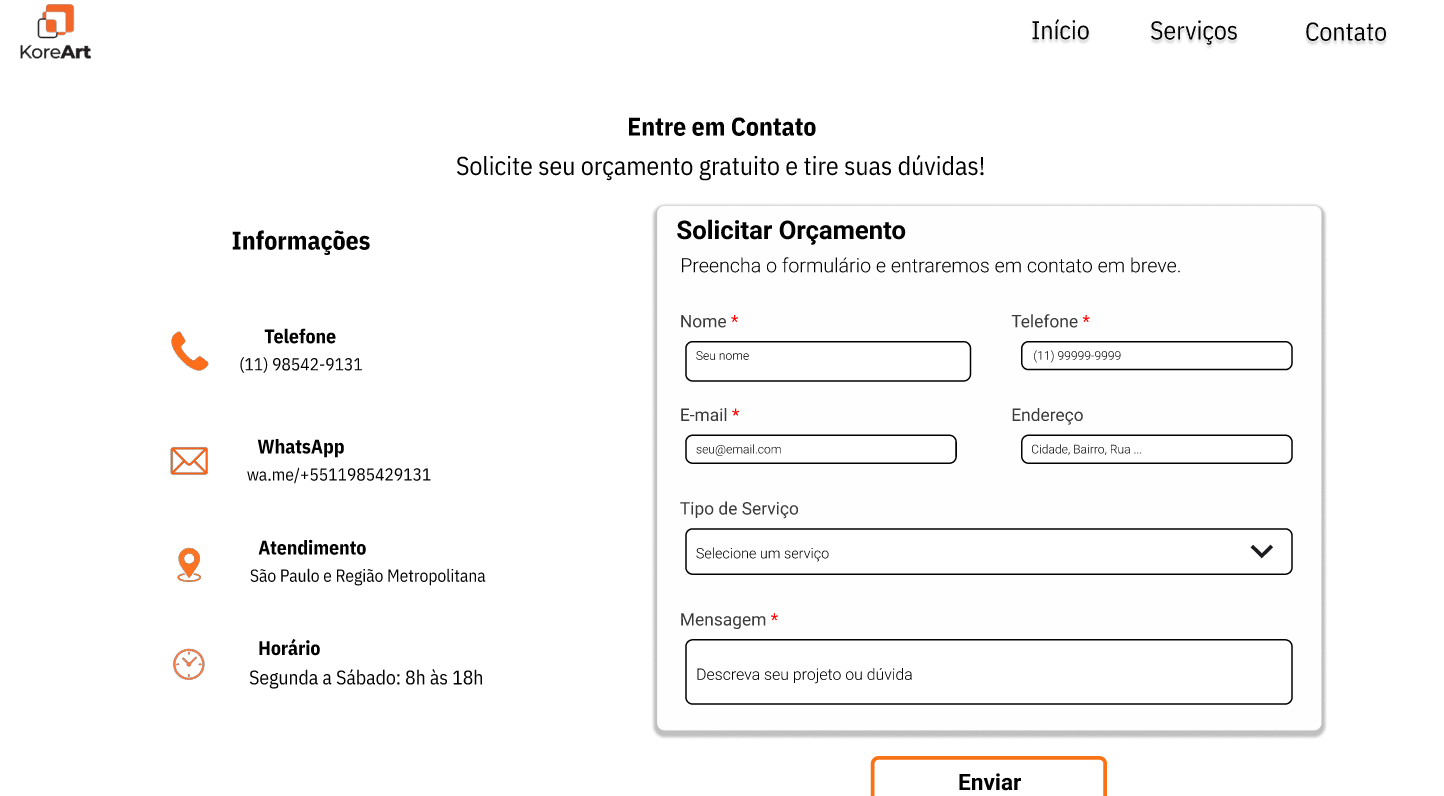 KoreArt
Início Serviços Contato
Entre em Contato
Solicite seu orçamento gratuito e tire suas dúvidas!
Informações
Telefone
(11) 98542-9131
WhatsApp
wa.me/+5511985429131
Atendimento
São Paulo e Região Metropolitana
Horário
Segunda a Sábado: 8h às 18h
Solicitar Orçamento
Preencha o formulário e entraremos em contato em breve.
Nome * Telefone *
Seu nome (11) 99999-9999
E-mail * Endereço
seu@email.com Cidade, Bairro, Rua ...
Tipo de Serviço
Selecione um serviço
Mensagem *
Descreva seu projeto ou dúvida
Enviar